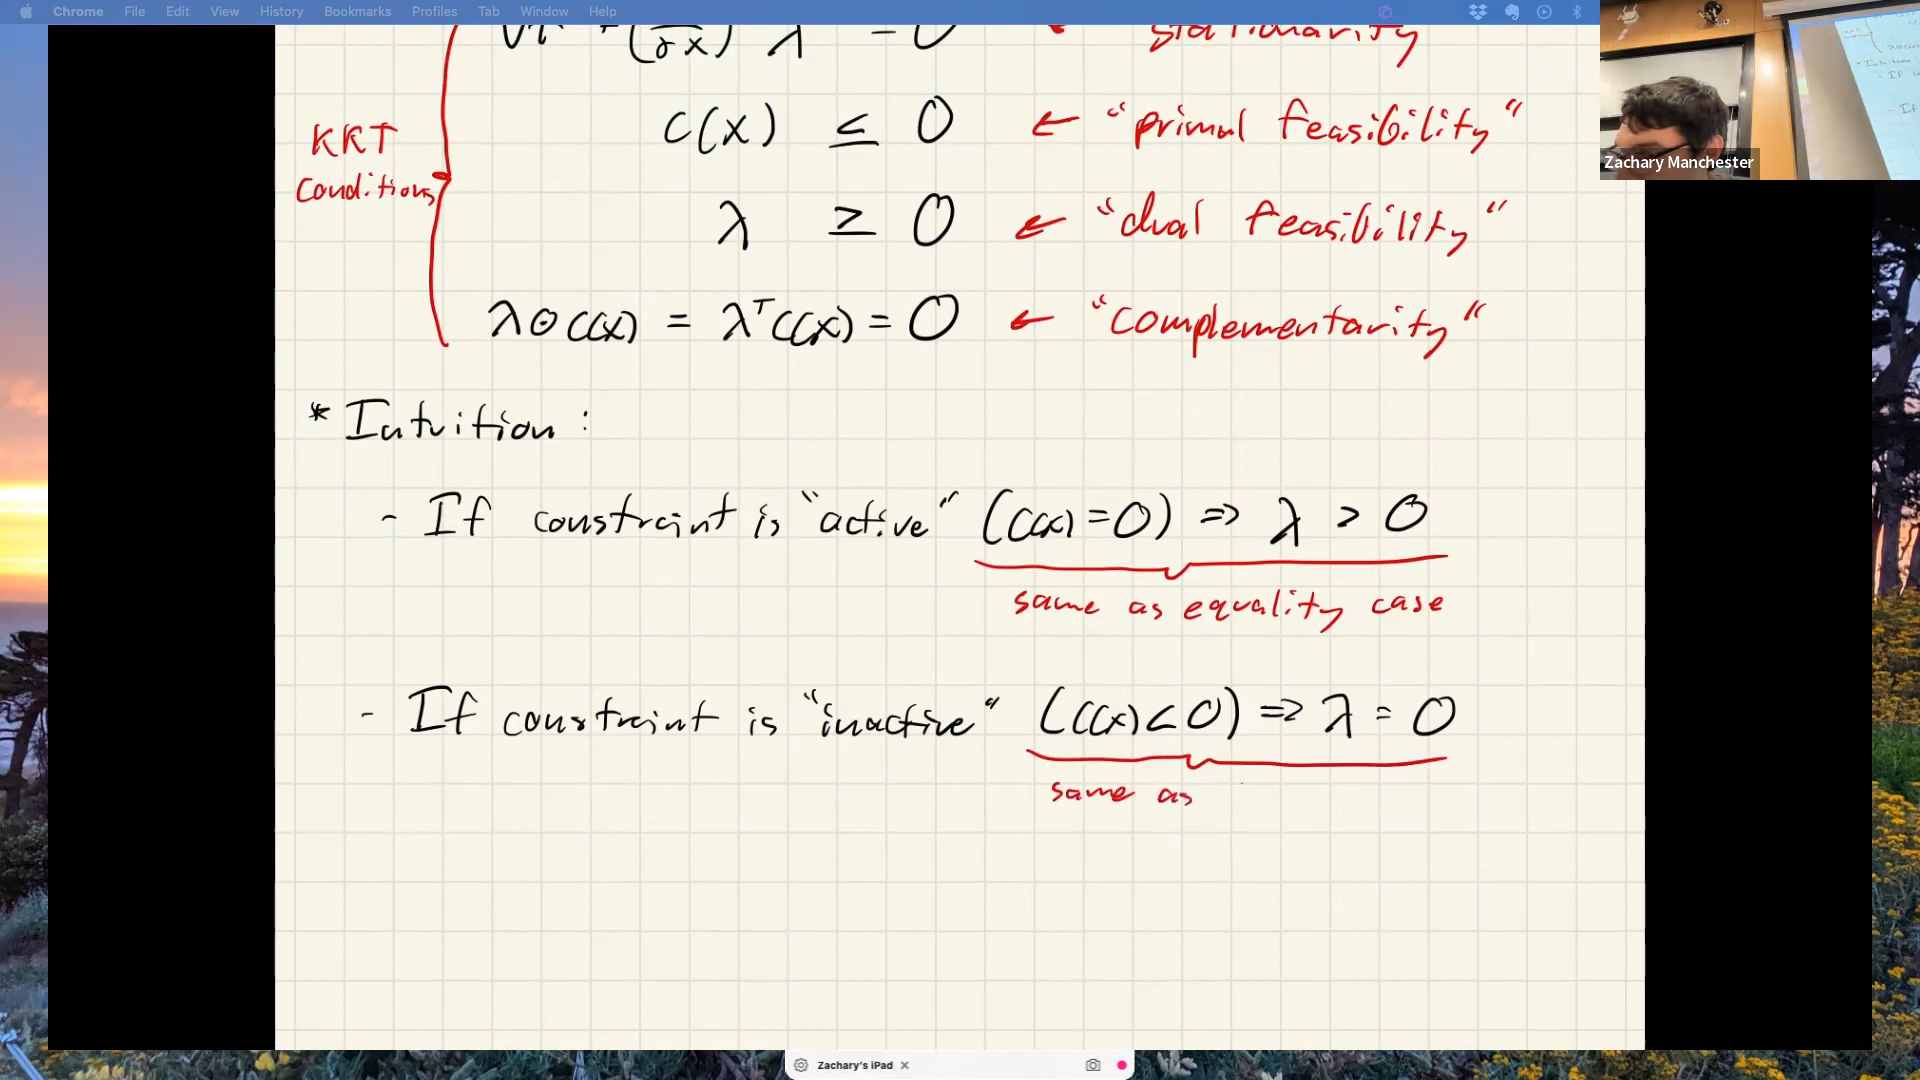 Chrome File Edit View History Bookmarks Profiles Tab Window Help
"stationarity
C(x) ≤ 0 ← "primal feasibility"
Zachary Manchester
KKT
Conditions
λ ≥ 0 ← "dual feasibility"
λ⊙C(x) = λᵀC(x) = 0 ← "complementarity"
* Intuition :
- If constraint is "active" (C(x) = 0) ⇒ λ > 0
same as equality case
- If constraint is "inactive" (C(x) < 0) ⇒ λ = 0
same as
Zachary's iPad